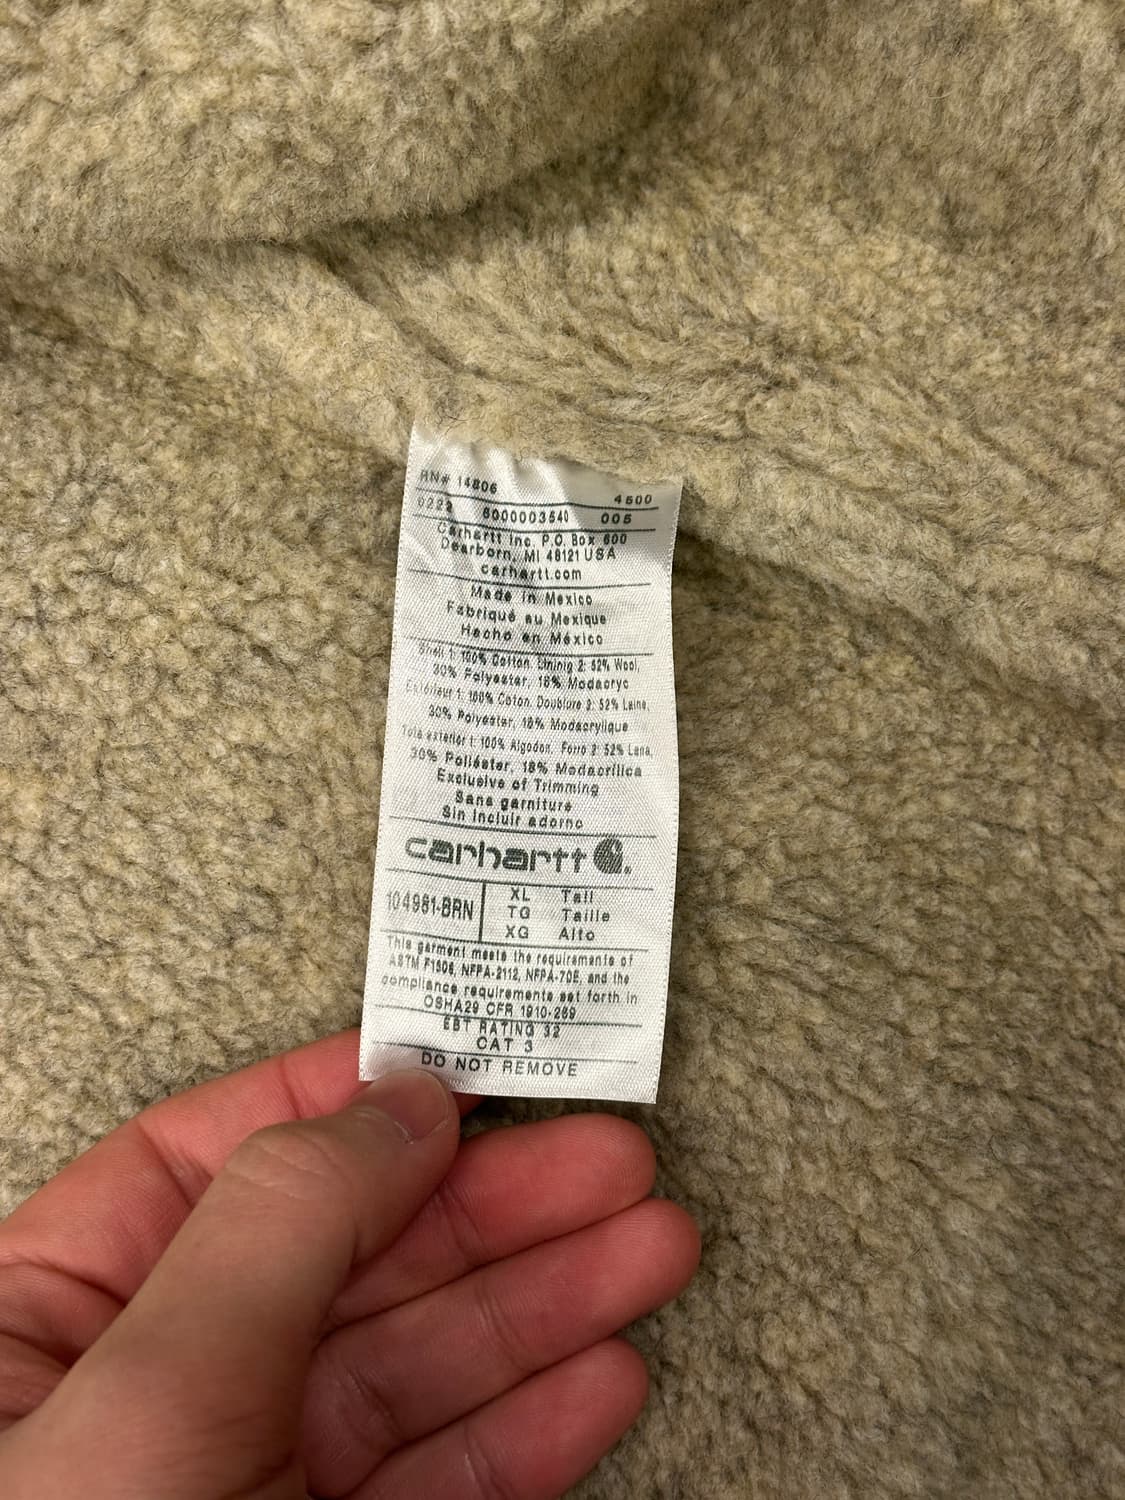 RN# 14806
4500
0222 6000003540 005
Carhartt Inc. P.O. Box 600
Dearborn, MI 48121 USA
carhartt.com
Made in Mexico
Fabriqué au Mexique
Hecho en México
Shell 1: 100% Cotton. Lininig 2: 52% Wool,
30% Polyester, 18% Modacryc
Extérieur 1: 100% Coton. Doublure 2: 52% Laine,
30% Polyester, 18% Modacrylique
Tela exterior 1: 100% Algodon. Forro 2: 52% Lana,
30% Poliéster, 18% Modacrílica
Exclusive of Trimming
Sans garniture
Sin incluir adorno
carhartt
104981-BRN
XL Tall
TG Taille
XG Alto
This garment meets the requirements of
ASTM F1506, NFPA-2112, NFPA-70E, and the
compliance requirements set forth in
OSHA29 CFR 1910-269
EBT RATING 32
CAT 3
DO NOT REMOVE